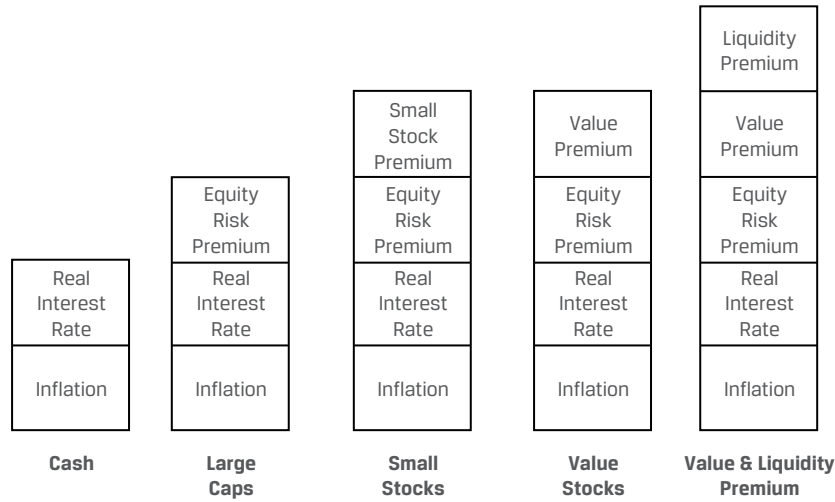 Liquidity
Premium
Small
Stock
Premium
Value
Premium
Value
Premium
Equity
Risk
Premium
Equity
Risk
Premium
Equity
Risk
Premium
Equity
Risk
Premium
Real
Interest
Rate
Real
Interest
Rate
Real
Interest
Rate
Real
Interest
Rate
Real
Interest
Rate
Inflation
Inflation
Inflation
Inflation
Inflation
Cash
Large
Caps
Small
Stocks
Value
Stocks
Value & Liquidity
Premium